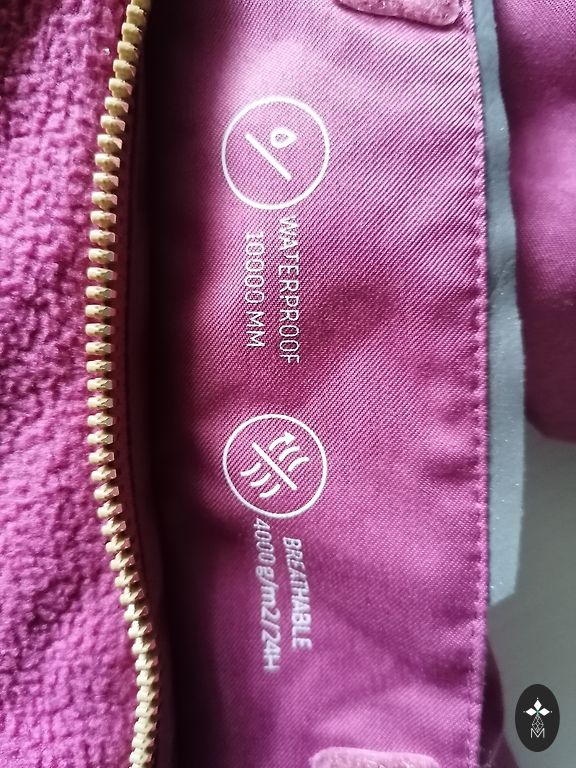 WATERPROOF
10000 MM
BREATHABLE
4000 g/m2/24H